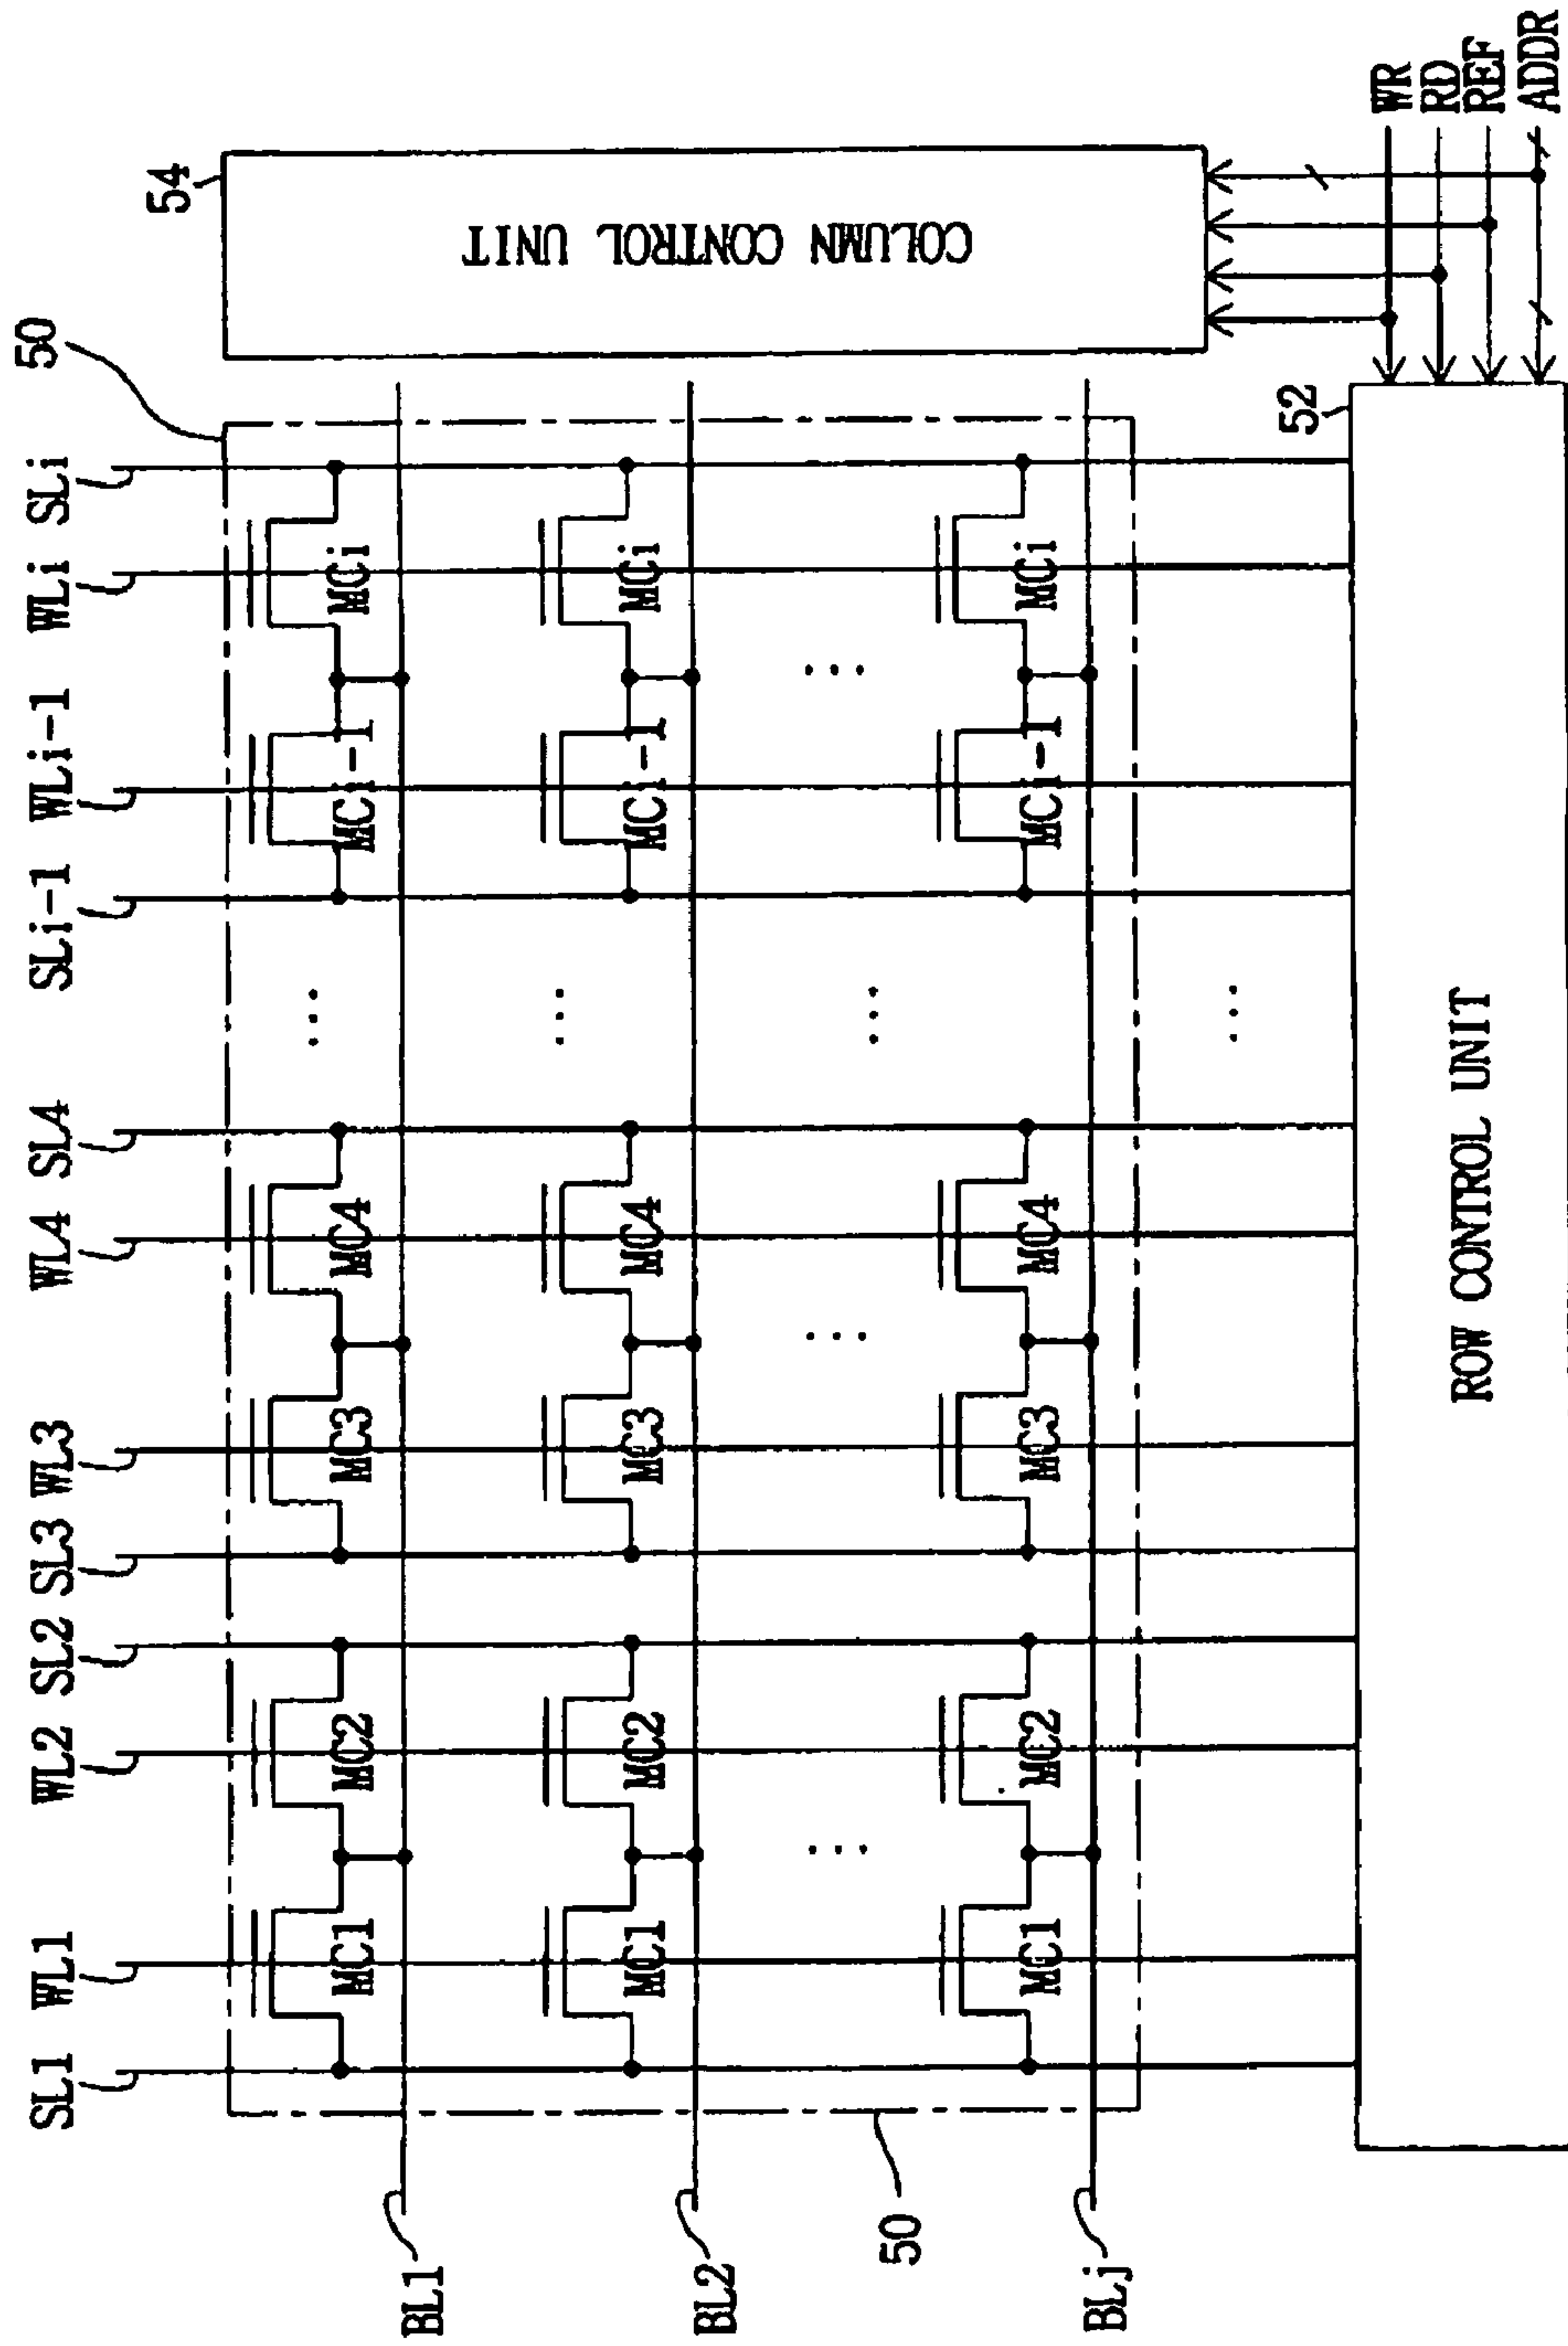 SL1 WL1 WL2 SL2 SL3 WL3 WL4 SL4 SLi-1 WLi-1 WLi SLi
50
54
MC1 MC2 MC3 MC4 MCi-1 MCi
BL1
COLUMN CONTROL UNIT
MC1 MC2 MC3 MC4 MCi-1 MCi
BL2
... ... ... ...
... ... ...
MC1 MC2 MC3 MC4 MCi-1 MCi
BLj
50
52
WR
RD
REF
ADDR
...
ROW CONTROL UNIT